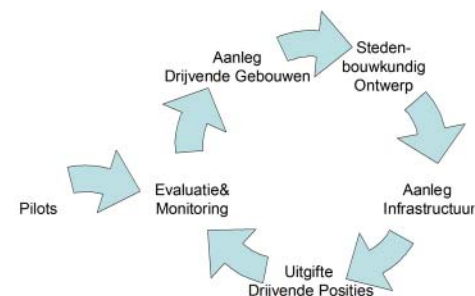 Aanleg
Drijvende Gebouwen
Steden-
bouwkundig
Ontwerp
Aanleg
Infrastructuur
Uitgifte
Drijvende Posities
Evaluatie&
Monitoring
Pilots